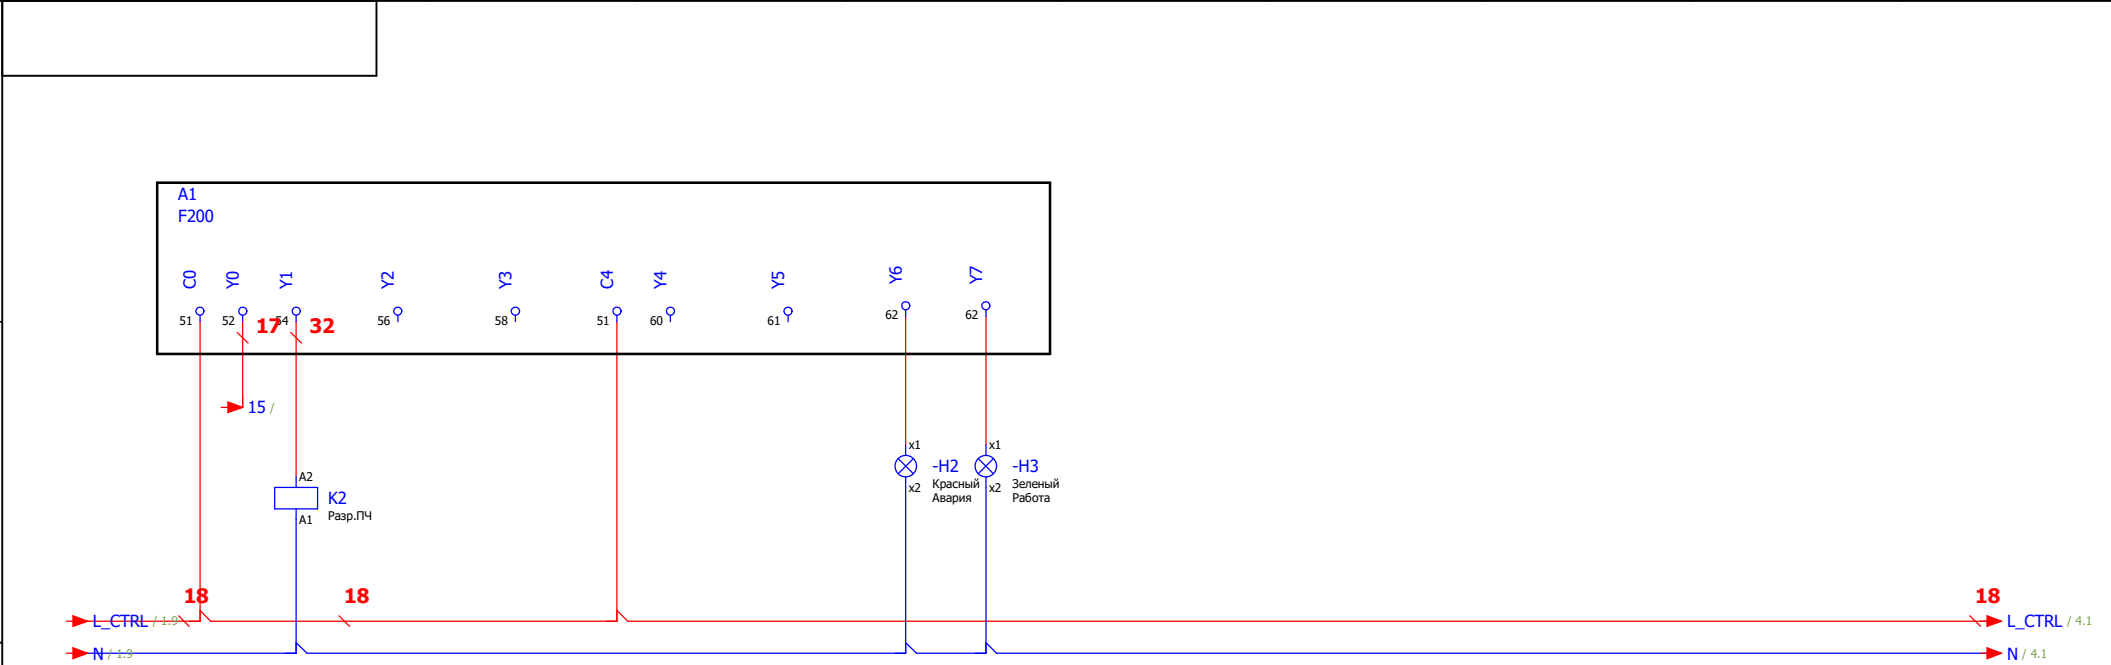 A1
F200
C0 Y0 Y1 Y2 Y3 C4 Y4 Y5 Y6 Y7
51 52 54 56 58 51 60 61 62 62
17 32
15 /
x1 x1
-H2 -H3
Красный Зеленый
Авария Работа
x2 x2
A2
K2
Разр.ПЧ
A1
18 18 18
L_CTRL / 1.9 L_CTRL / 4.1
N / 1.9 N / 4.1